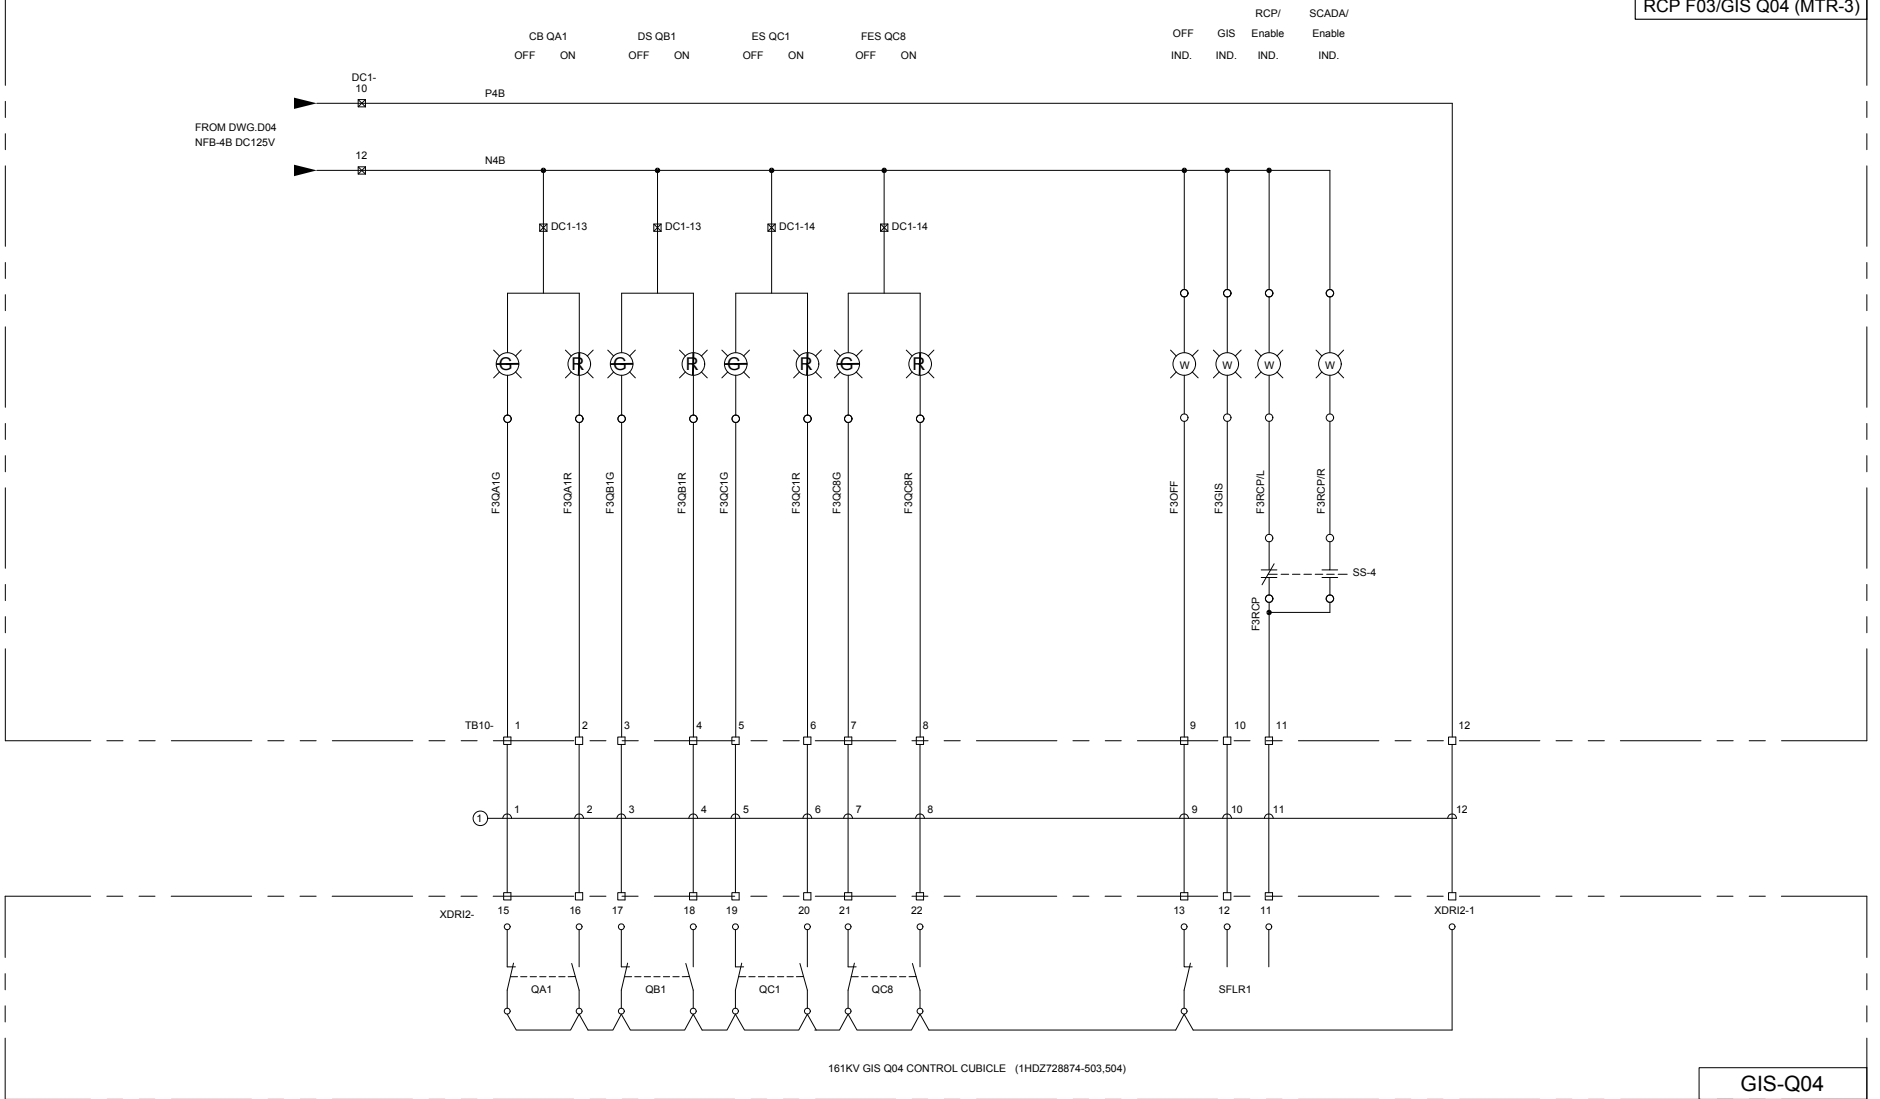 RCP F03/GIS Q04 (MTR-3)
RCP/ SCADA/
CB QA1 DS QB1 ES QC1 FES QC8 OFF GIS Enable Enable
OFF ON OFF ON OFF ON OFF ON IND. IND. IND. IND.
DC1-
10
P4B
FROM DWG.D04
NFB-4B DC125V
12
N4B
DC1-13 DC1-13 DC1-14 DC1-14
G R G R G R G R W W W W
F3QA1G
F3QA1R
F3QB1G
F3QB1R
F3QC1G
F3QC1R
F3QC8G
F3QC8R
F3OFF
F3GIS
F3RCP/L
F3RCP/R
SS-4
F3RCP
TB10- 1 2 3 4 5 6 7 8 9 10 11 12
1 1 2 3 4 5 6 7 8 9 10 11 12
XDRI2- 15 16 17 18 19 20 21 22 13 12 11 XDRI2-1
QA1 QB1 QC1 QC8 SFLR1
161KV GIS Q04 CONTROL CUBICLE (1HDZ728874-503,504)
GIS-Q04